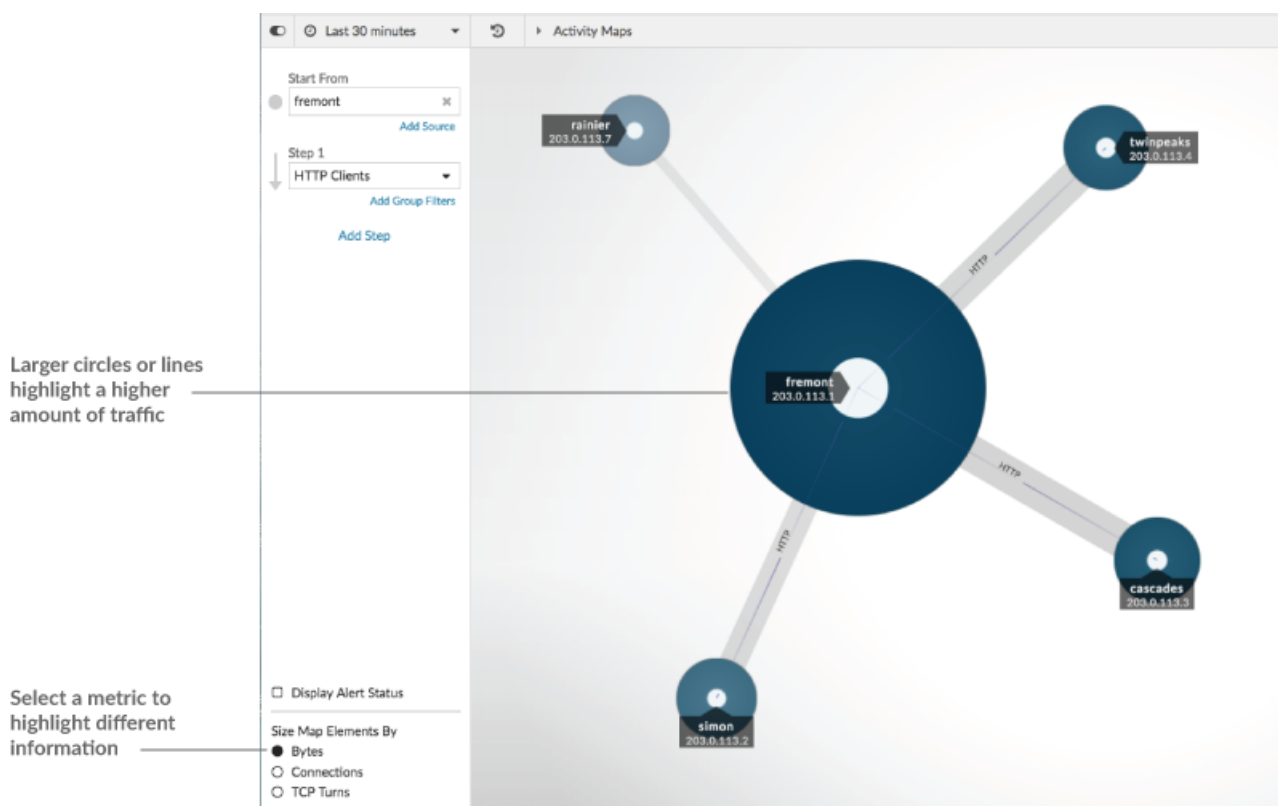 Last 30 minutes
Activity Maps
Start From
fremont
Add Source
Step 1
HTTP Clients
Add Group Filters
Add Step
rainier
203.0.113.7
twinpeaks
203.0.113.4
HTTP
fremont
203.0.113.1
HTTP
cascades
203.0.113.3
HTTP
simon
203.0.113.2
Larger circles or lines
highlight a higher
amount of traffic
Display Alert Status
Size Map Elements By
Bytes
Connections
TCP Turns
Select a metric to
highlight different
information